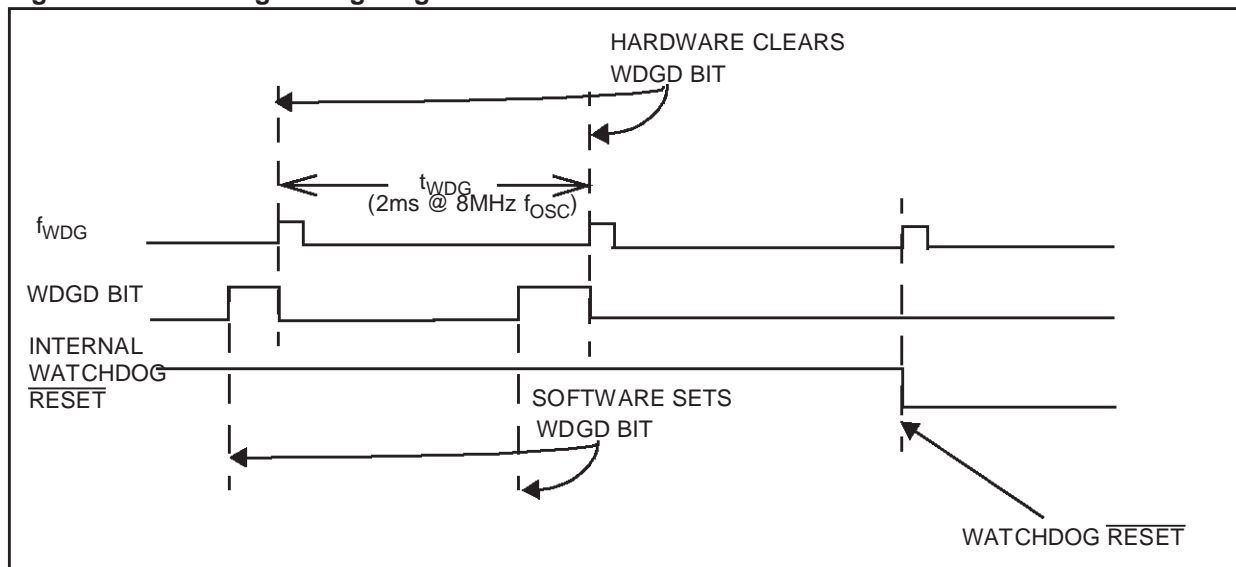 HARDWARE CLEARS
WDGD BIT
tWDG
(2ms @ 8MHz fOSC)
fWDG
WDGD BIT
INTERNAL
WATCHDOG
RESET
SOFTWARE SETS
WDGD BIT
WATCHDOG RESET